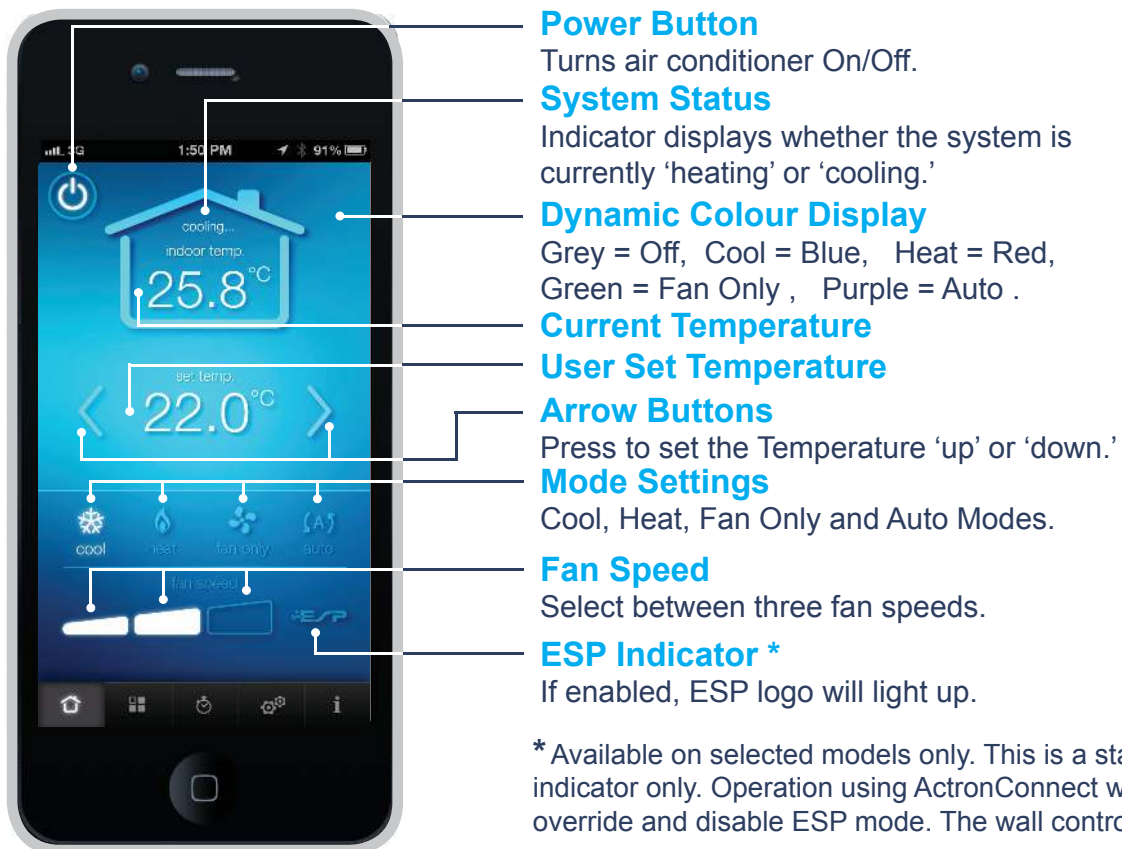 Power Button
Turns air conditioner On/Off.
System Status
Indicator displays whether the system is
currently ‘heating’ or ‘cooling.’
Dynamic Colour Display
Grey = Off, Cool = Blue, Heat = Red,
Green = Fan Only , Purple = Auto .
Current Temperature
User Set Temperature
Arrow Buttons
Press to set the Temperature ‘up’ or ‘down.’
Mode Settings
Cool, Heat, Fan Only and Auto Modes.
Fan Speed
Select between three fan speeds.
ESP Indicator *
If enabled, ESP logo will light up.
* Available on selected models only. This is a sta
indicator only. Operation using ActronConnect w
override and disable ESP mode. The wall contro
3G 1:50 PM 91%
cooling...
indoor temp.
25.8°C
set temp.
22.0°C
A
cool heat fan only auto
fan speed
ESP
i